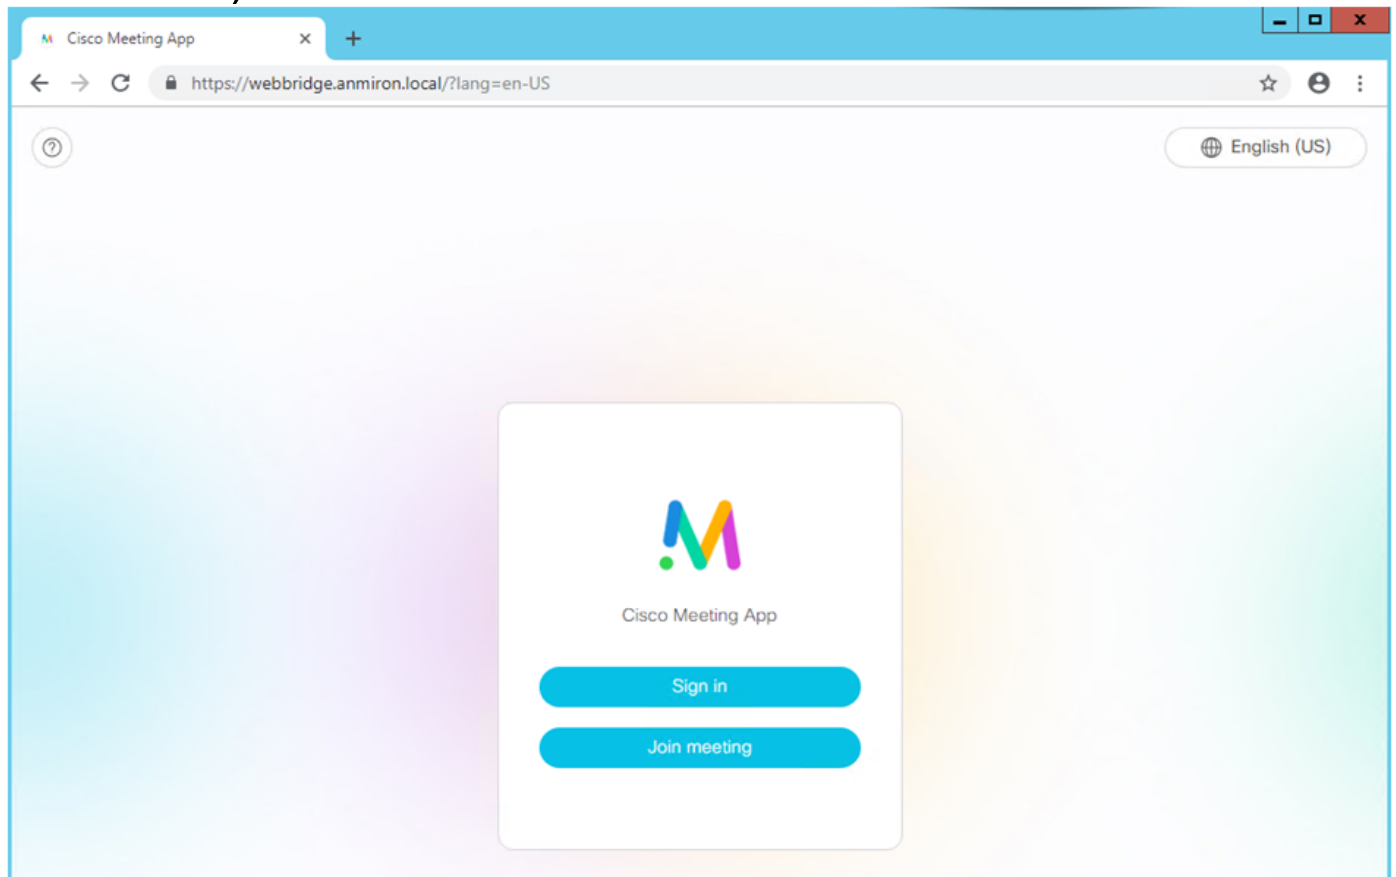 Cisco Meeting App
https://webbridge.anmiron.local/?lang=en-US
English (US)
Cisco Meeting App
Sign in
Join meeting